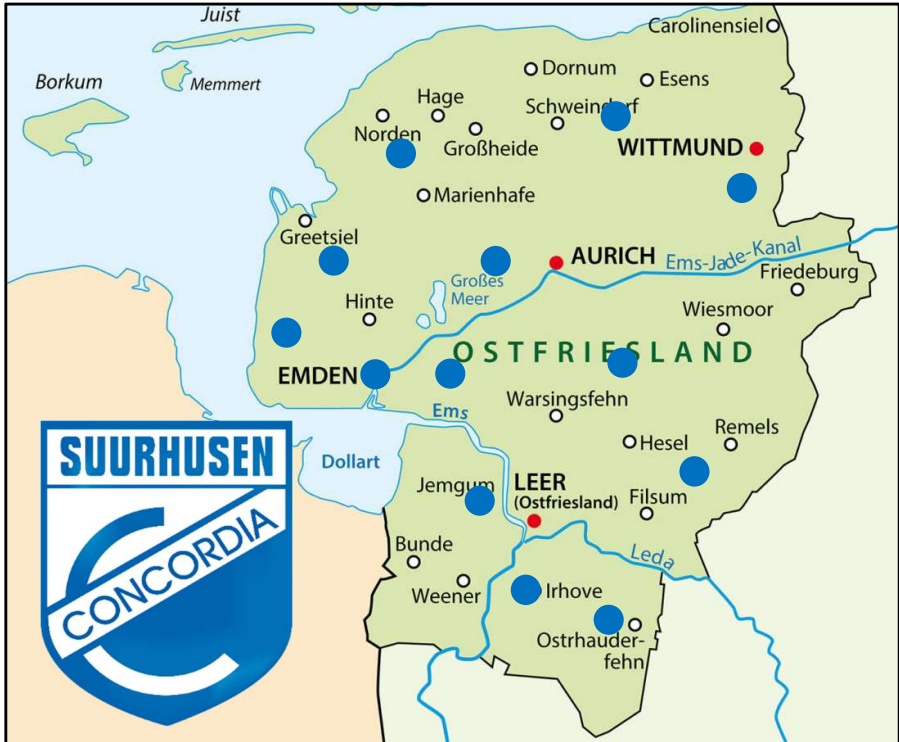 Juist
Carolinensiel
Borkum
Memmert
Dornum
Esens
Hage
Schweindorf
Norden
Großheide
WITTMUND
Marienhafe
Greetsiel
AURICH
Ems-Jade-Kanal
Großes
Meer
Friedeburg
Hinte
Wiesmoor
OSTFRIESLAND
EMDEN
Warsingsfehn
Ems
Remels
Hesel
SUURHUSEN
Dollart
Jemgum
LEER
(Ostfriesland)
Filsum
CONCORDIA
Bunde
Leda
Weener
Irhove
Ostrhauder-
fehn